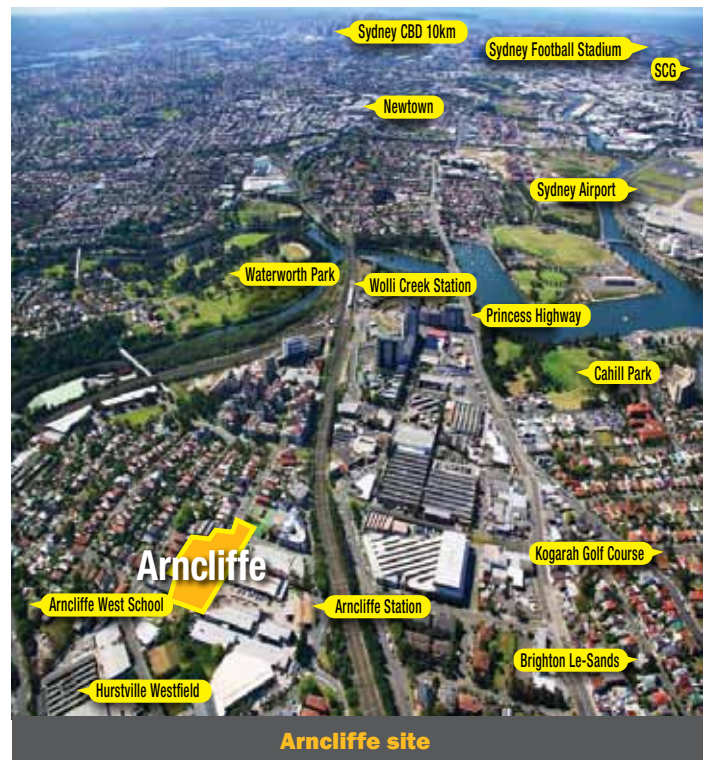 Sydney CBD 10km
Sydney Football Stadium
SCG
Newtown
Sydney Airport
Waterworth Park
Wolli Creek Station
Princess Highway
Cahill Park
Arncliffe
Kogarah Golf Course
Arncliffe West School
Arncliffe Station
Brighton Le-Sands
Hurstville Westfield
Arncliffe site